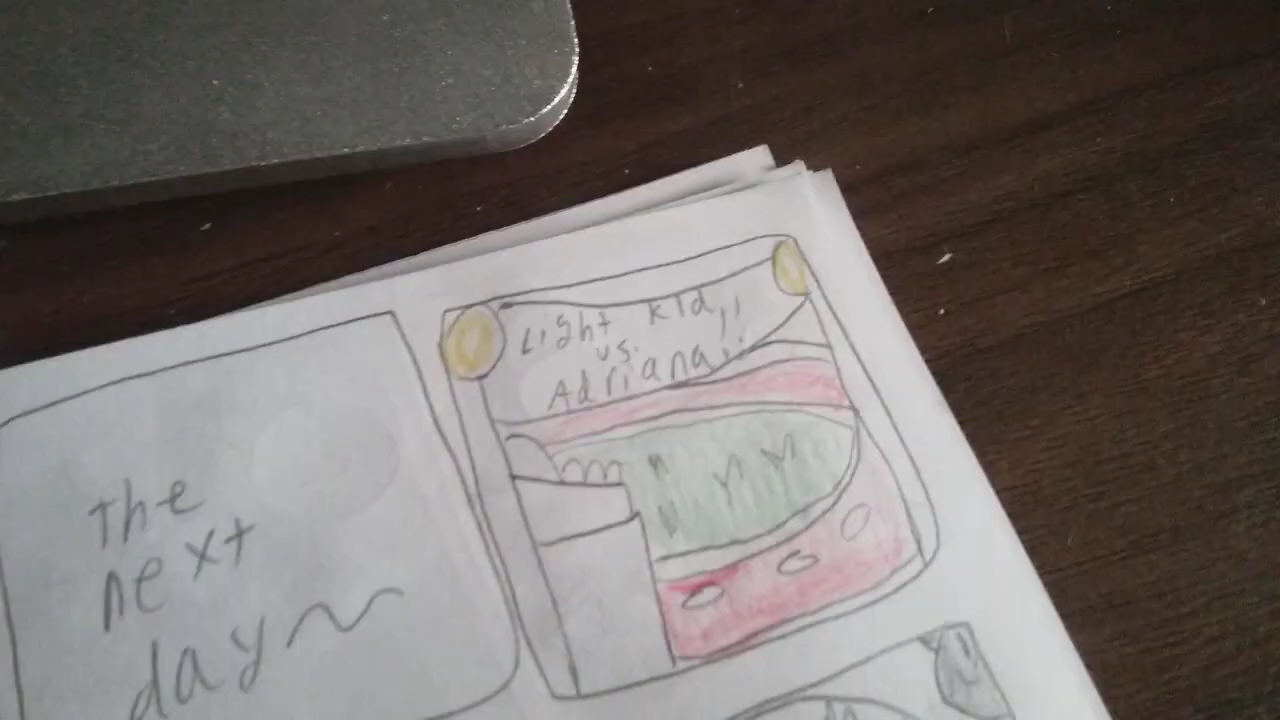 The
next
day~
Light kid,,
vs.
Adriana,,